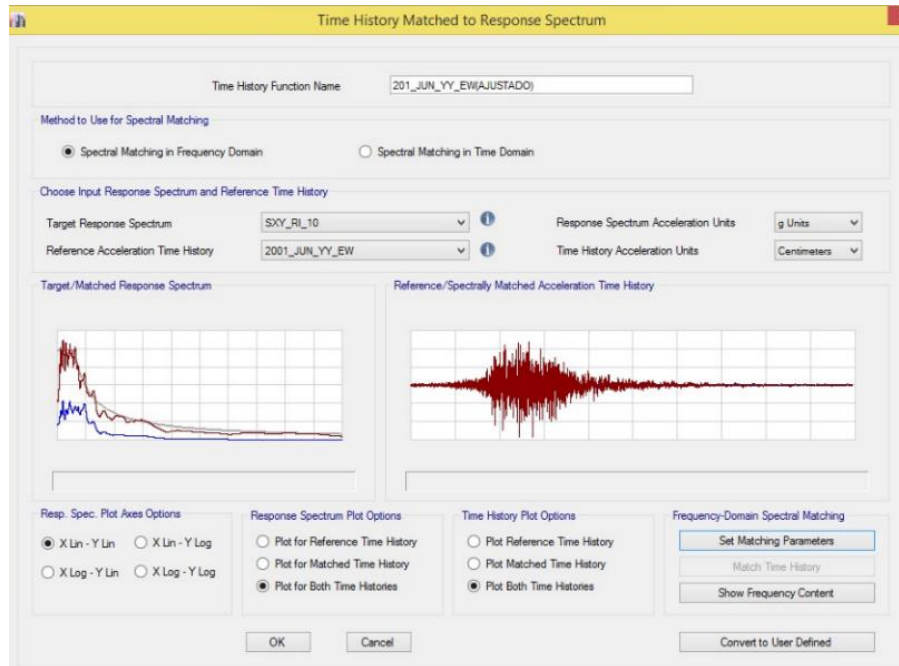 Time History Matched to Response Spectrum
Time History Function Name 201_JUN_YY_EW(AJUSTADO)
Method to Use for Spectral Matching
Spectral Matching in Frequency Domain Spectral Matching in Time Domain
Choose Input Response Spectrum and Reference Time History
Target Response Spectrum SXY_RI_10 Response Spectrum Acceleration Units g Units
Reference Acceleration Time History 2001_JUN_YY_EW Time History Acceleration Units Centimeters
Target/Matched Response Spectrum Reference/Spectrally Matched Acceleration Time History
Resp. Spec. Plot Axes Options
X Lin - Y Lin X Lin - Y Log
X Log - Y Lin X Log - Y Log
Response Spectrum Plot Options
Plot for Reference Time History
Plot for Matched Time History
Plot for Both Time Histories
Time History Plot Options
Plot Reference Time History
Plot Matched Time History
Plot Both Time Histories
Frequency-Domain Spectral Matching
Set Matching Parameters
Match Time History
Show Frequency Content
OK Cancel Convert to User Defined